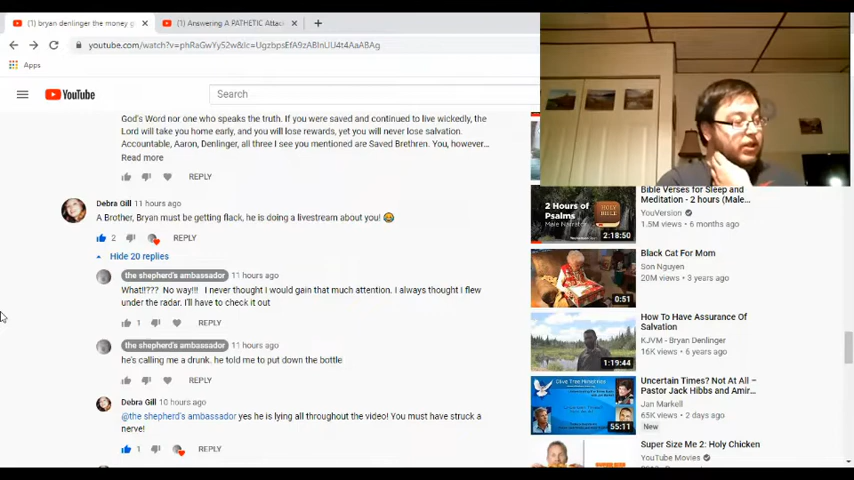 (1) bryan denlinger the money g
(1) Answering A PATHETIC Attac
youtube.com/watch?v=phRaGwYy52w&lc=UgzbpsEfA9zABlnUU4t4AaABAg
Apps
YouTube
Search
God's Word nor one who speaks the truth. If you were saved and continued to live wickedly, the
Lord will take you home early, and you will lose rewards, yet you will never lose salvation.
Accountable, Aaron, Denlinger, all three I see you mentioned are Saved Brethren. You, however...
Read more
REPLY
Debra Gill 11 hours ago
A Brother, Bryan must be getting flack, he is doing a livestream about you!
2 REPLY
Hide 20 replies
the shepherd's ambassador 11 hours ago
What!!??? No way!!! I never thought I would gain that much attention. I always thought I flew
under the radar. I'll have to check it out
1 REPLY
the shepherd's ambassador 11 hours ago
he's calling me a drunk. he told me to put down the bottle
REPLY
Debra Gill 10 hours ago
@the shepherd's ambassador yes he is lying all throughout the video! You must have struck a
nerve!
1 REPLY
Bible Verses for Sleep and
Meditation - 2 hours (Male...
YouVersion
1.5M views • 6 months ago
2 Hours of
Psalms
Male Narrator
HOLY BIBLE
2:18:50
Black Cat For Mom
Son Nguyen
20M views • 3 years ago
0:51
How To Have Assurance Of
Salvation
KJVM - Bryan Denlinger
16K views • 6 years ago
1:19:44
Uncertain Times? Not At All –
Pastor Jack Hibbs and Amir...
Jan Markell
65K views • 2 days ago
New
Olive Tree Ministries
55:11
Super Size Me 2: Holy Chicken
YouTube Movies